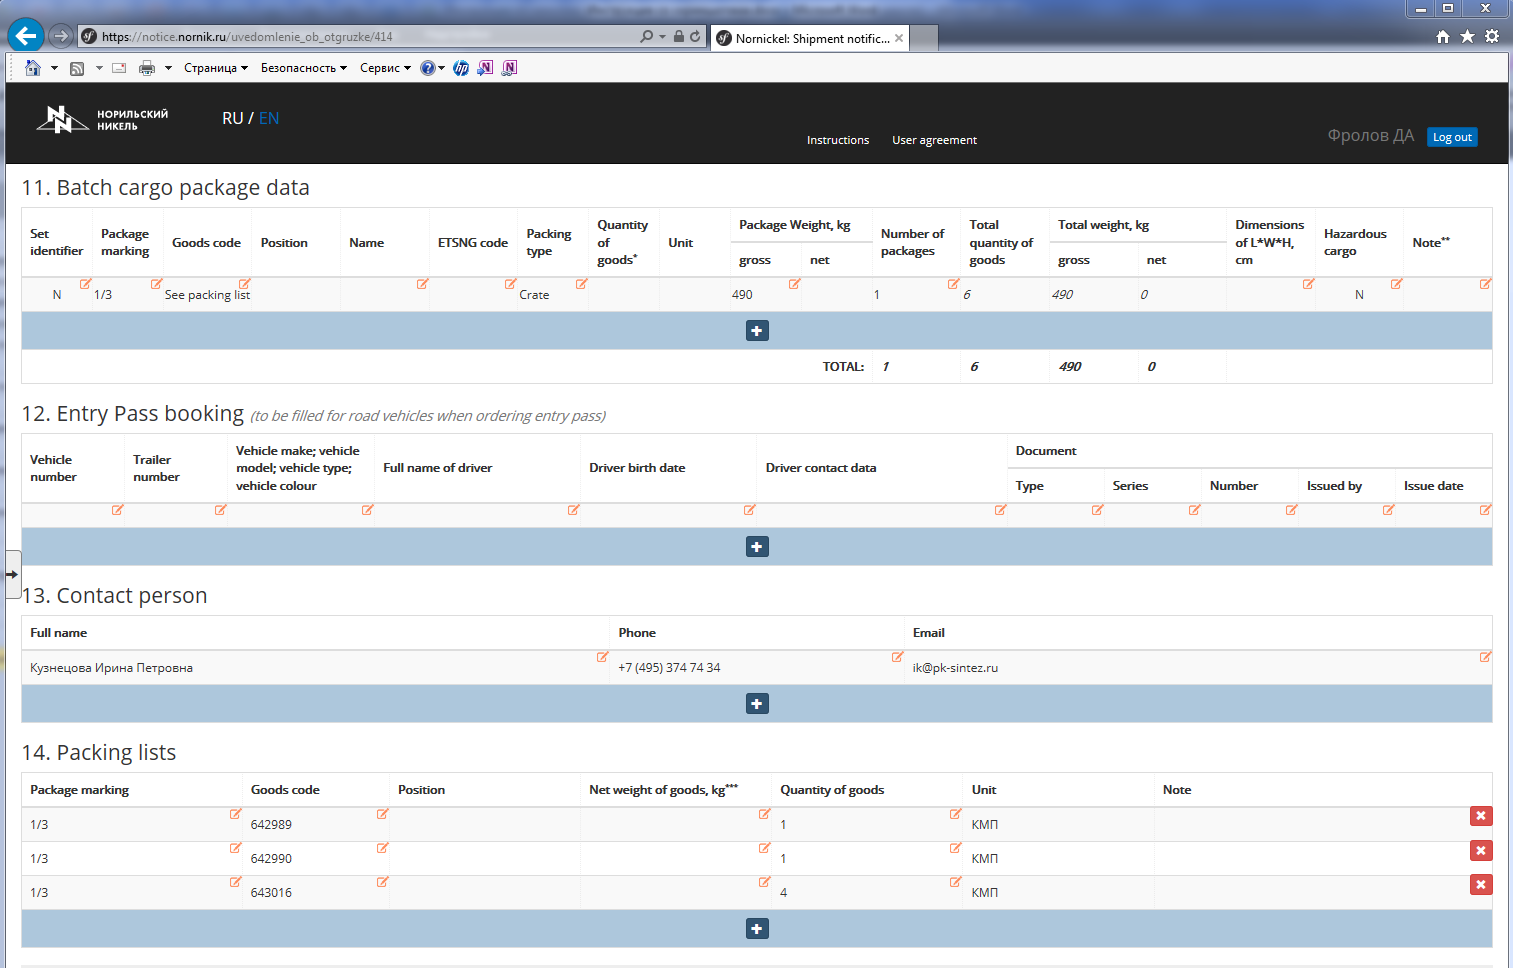 https://notice.nornik.ru/uvedomlenie_ob_otgruzke/414
Nornickel: Shipment notific...
Страница
Безопасность
Сервис
НОРИЛЬСКИЙ
НИКЕЛЬ
RU / EN
Instructions
User agreement
Фролов ДА
Log out
11. Batch cargo package data
Set identifier
Package marking
Goods code
Position
Name
ETSNG code
Packing type
Quantity of goods*
Unit
Package Weight, kg
gross
net
Number of packages
Total quantity of goods
Total weight, kg
gross
net
Dimensions of L*W*H, cm
Hazardous cargo
Note**
N
1/3
See packing list
Crate
490
1
6
490
0
N
TOTAL:
1
6
490
0
12. Entry Pass booking (to be filled for road vehicles when ordering entry pass)
Vehicle number
Trailer number
Vehicle make; vehicle model; vehicle type; vehicle colour
Full name of driver
Driver birth date
Driver contact data
Document
Type
Series
Number
Issued by
Issue date
13. Contact person
Full name
Phone
Email
Кузнецова Ирина Петровна
+7 (495) 374 74 34
ik@pk-sintez.ru
14. Packing lists
Package marking
Goods code
Position
Net weight of goods, kg***
Quantity of goods
Unit
Note
1/3
642989
1
КМП
1/3
642990
1
КМП
1/3
643016
4
КМП